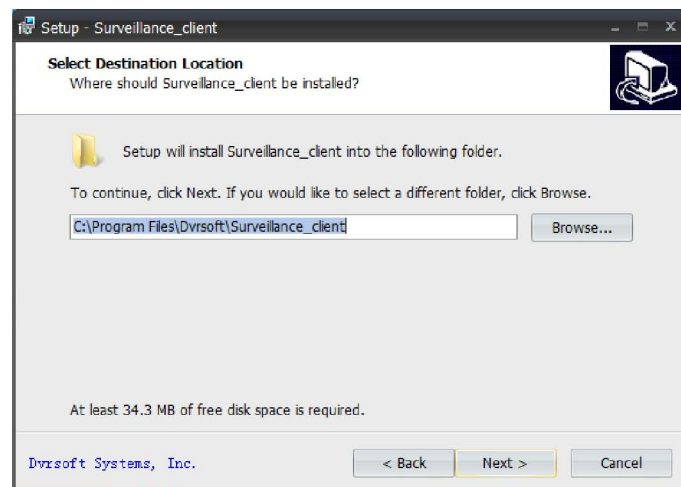 Setup - Surveillance_client
Select Destination Location
Where should Surveillance_client be installed?
Setup will install Surveillance_client into the following folder.
To continue, click Next. If you would like to select a different folder, click Browse.
C:\Program Files\Dvrsoft\Surveillance_client
Browse...
At least 34.3 MB of free disk space is required.
Dvrsoft Systems, Inc.
< Back
Next >
Cancel